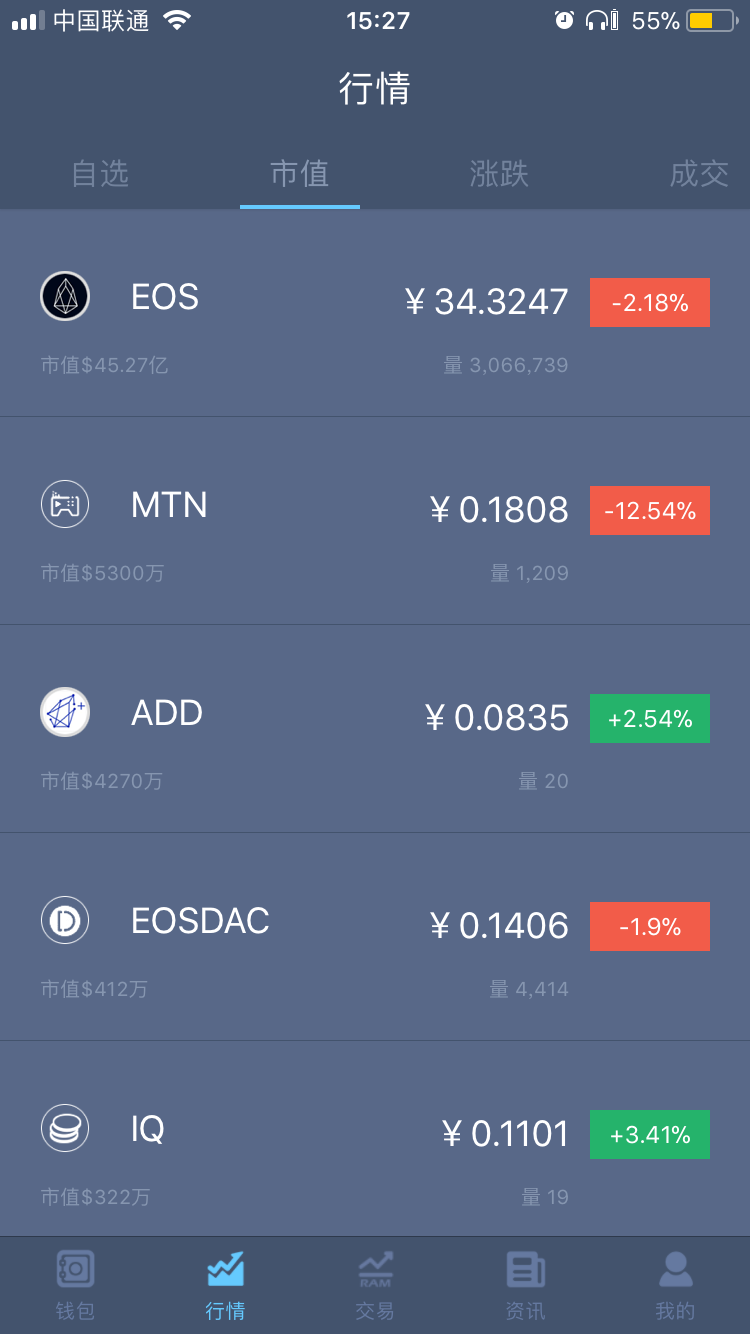 中国联通 15:27 55%
行情
自选 市值 涨跌 成交
EOS ¥ 34.3247 -2.18%
市值$45.27亿 量 3,066,739
MTN ¥ 0.1808 -12.54%
市值$5300万 量 1,209
ADD ¥ 0.0835 +2.54%
市值$4270万 量 20
EOSDAC ¥ 0.1406 -1.9%
市值$412万 量 4,414
IQ ¥ 0.1101 +3.41%
市值$322万 量 19
RAM
钱包 行情 交易 资讯 我的